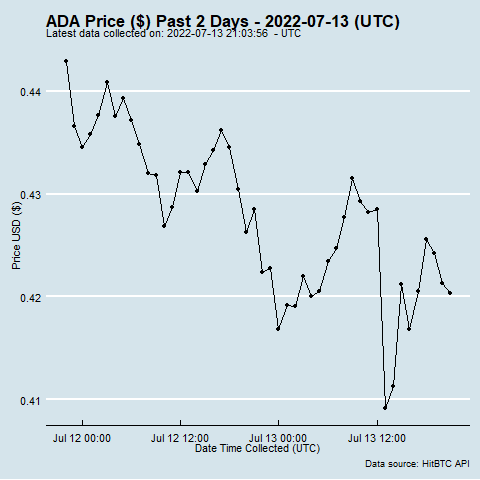 ADA Price ($) Past 2 Days - 2022-07-13 (UTC)
Latest data collected on: 2022-07-13 21:03:56 - UTC
0.44
0.43
0.42
0.41
Price USD ($)
Jul 12 00:00 Jul 12 12:00 Jul 13 00:00 Jul 13 12:00
Date Time Collected (UTC)
Data source: HitBTC API